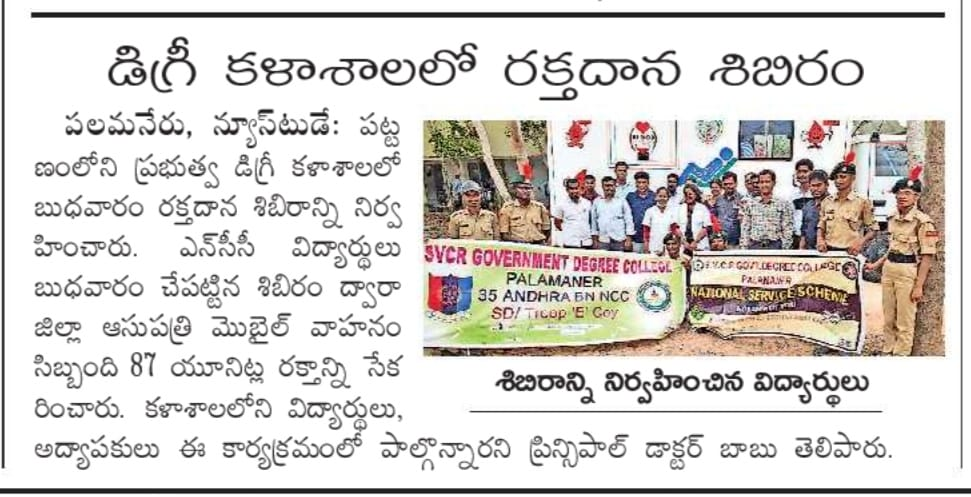 డిగ్రీ కళాశాలలో రక్తదాన శిబిరం
పలమనేరు, న్యూస్‌టుడే: పట్ట
ణంలోని ప్రభుత్వ డిగ్రీ కళాశాలలో
బుధవారం రక్తదాన శిబిరాన్ని నిర్వ
హించారు. ఎన్‌సీసీ విద్యార్థులు
బుధవారం చేపట్టిన శిబిరం ద్వారా
జిల్లా ఆసుపత్రి మొబైల్ వాహనం
సిబ్బంది 87 యూనిట్ల రక్తాన్ని సేక
రించారు. కళాశాలలోని విద్యార్థులు,
అధ్యాపకులు ఈ కార్యక్రమంలో పాల్గొన్నారని ప్రిన్సిపాల్ డాక్టర్ బాబు తెలిపారు.
SVCR GOVERNMENT DEGREE COLLEGE
PALAMANER
35 ANDHRA BN NCC
SD/ Troop 'E' Coy
S.V.C.R GOVT.DEGREE COLLEGE
PALAMANER
NATIONAL SERVICE SCHEME
శిబిరాన్ని నిర్వహించిన విద్యార్థులు